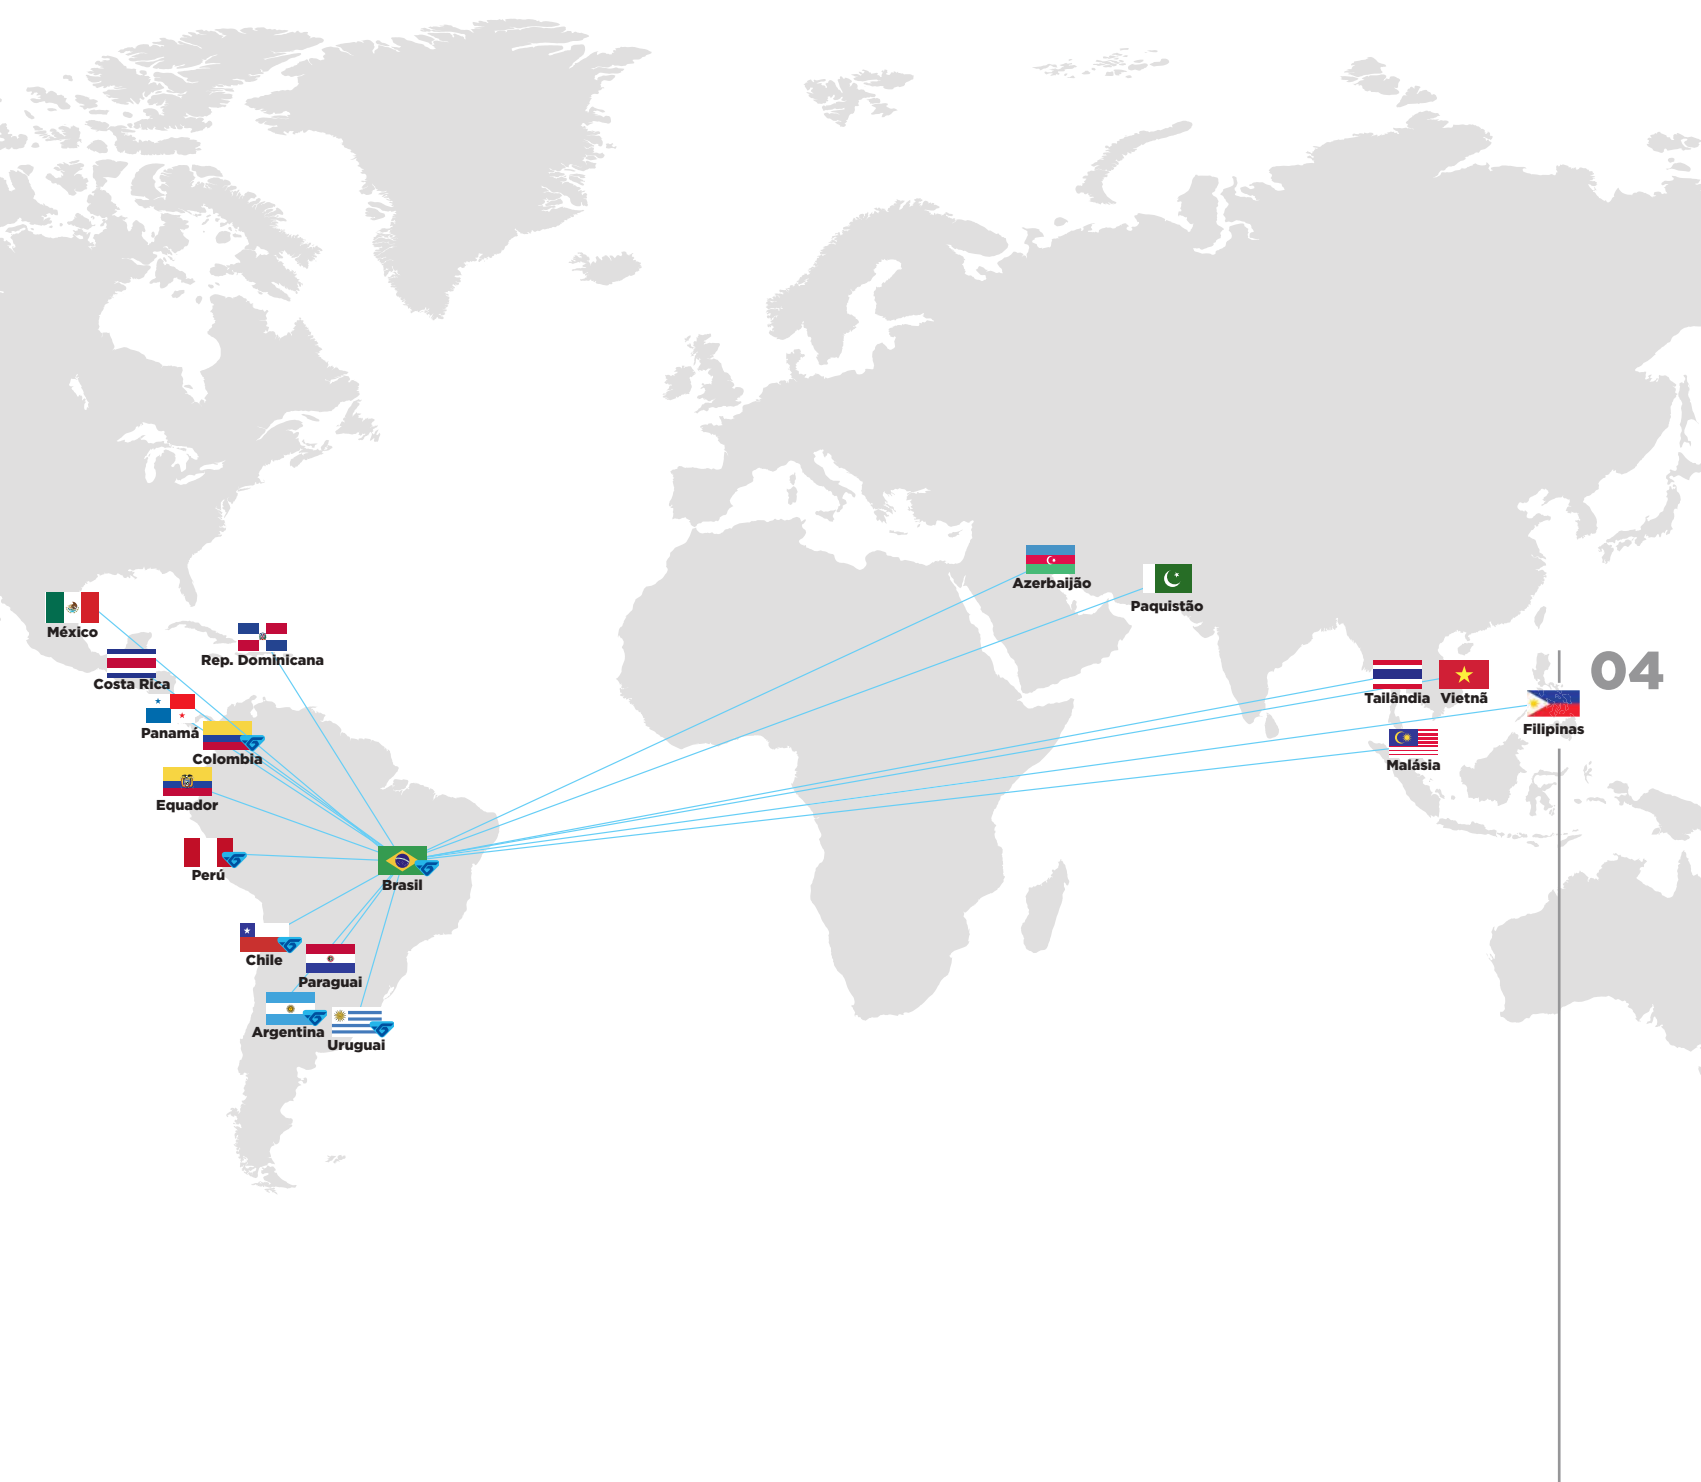 Azerbaijão
Paquistão
México
Rep. Dominicana
Costa Rica
04
Tailândia
Vietnã
Panamá
Filipinas
Colombia
Malásia
Equador
Perú
Brasil
Chile
Paraguai
Argentina
Uruguai